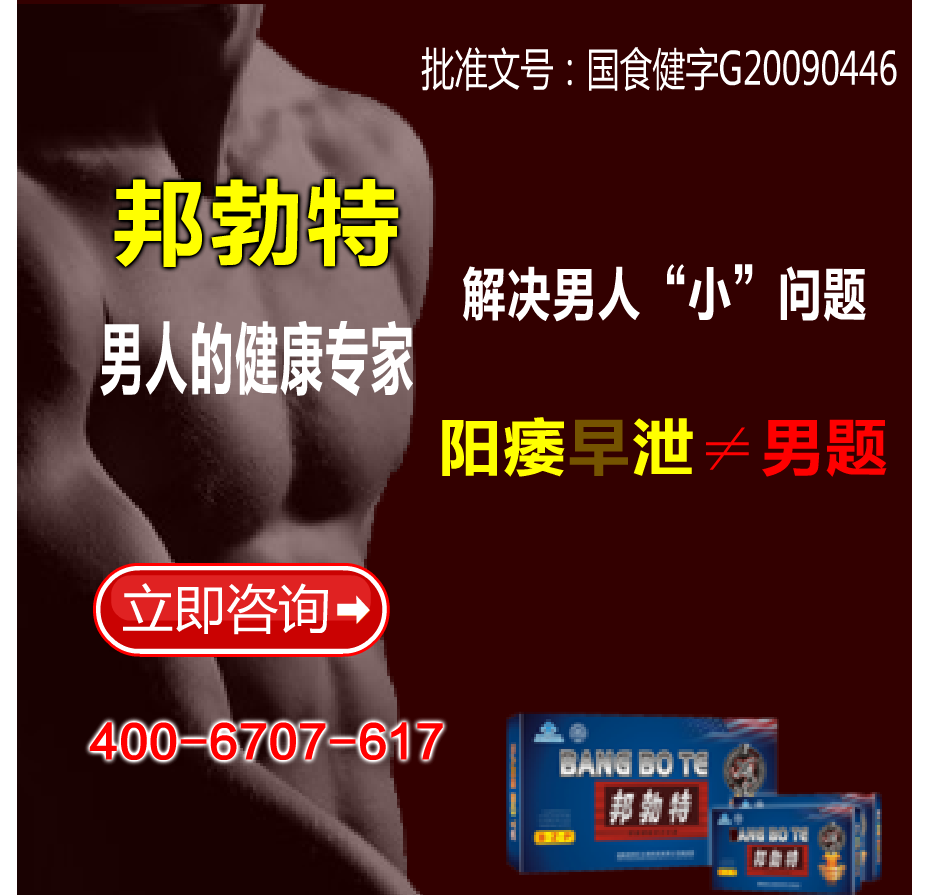 批准文号：国食健字G20090446
邦勃特
男人的健康专家
解决男人“小”问题
阳痿早泄≠男题
立即咨询
400-6707-617
BANG BO TE
邦勃特
BANG BO TE
邦勃特